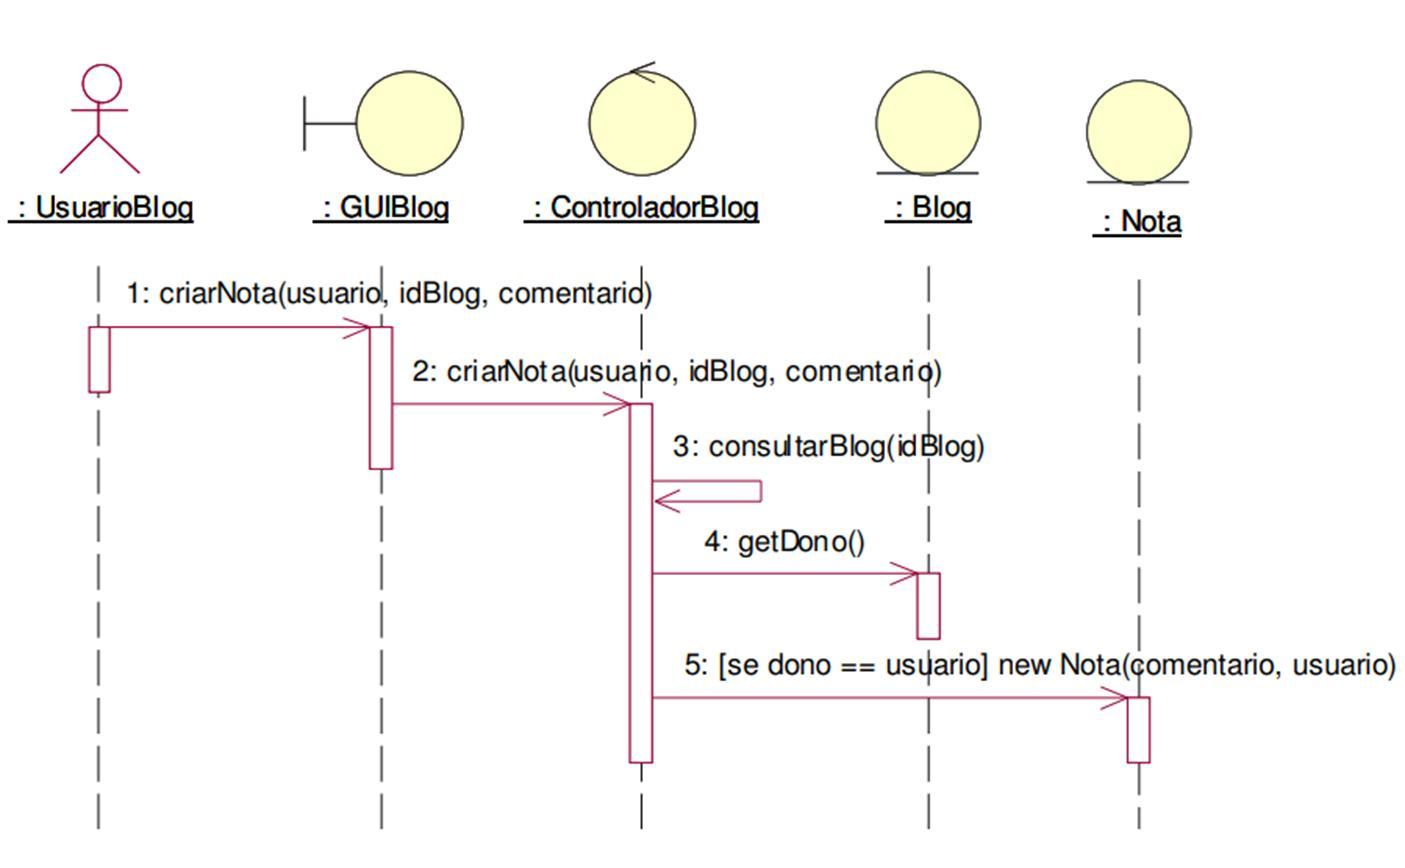 : UsuarioBlog
: GUIBlog
: ControladorBlog
: Blog
: Nota
1: criarNota(usuario, idBlog, comentario)
2: criarNota(usuario, idBlog, comentario)
3: consultarBlog(idBlog)
4: getDono()
5: [se dono == usuario] new Nota(comentario, usuario)